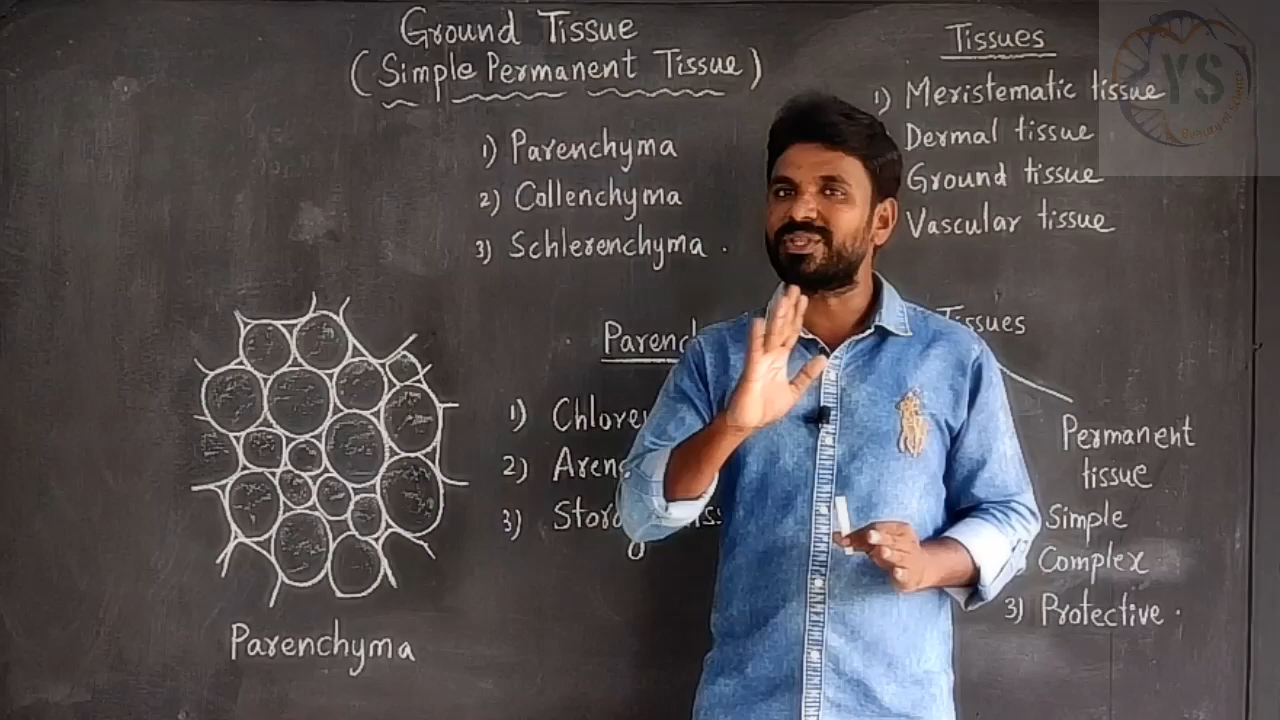 Ground Tissue
(Simple Permanent Tissue)
1) Parenchyma
2) Collenchyma
3) Schlerenchyma.
Parenchyma
Tissues
1) Meristematic tissue
Dermal tissue
Ground tissue
Vascular tissue
Tissues
Permanent
tissue
Simple
Complex
3) Protective.
1)
2)
3)
YS